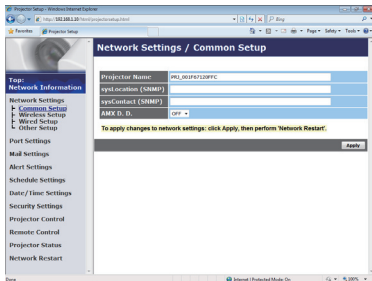 Projector Setup - Windows Internet Explorer
http://192.168.1.10/html/projectorsetup.html
Bing
Favorites
Projector Setup
Page
Safety
Tools
Network Settings / Common Setup
Top:
Network Information
Network Settings
Common Setup
Wireless Setup
Wired Setup
Other Setup
Port Settings
Mail Settings
Alert Settings
Schedule Settings
Date/Time Settings
Security Settings
Projector Control
Remote Control
Projector Status
Network Restart
Projector Name PRJ_001F67120FFC
sysLocation (SNMP)
sysContact (SNMP)
AMX D. D. OFF
To apply changes to network settings: click Apply, then perform 'Network Restart'.
Apply
Done
Internet | Protected Mode: On
100%